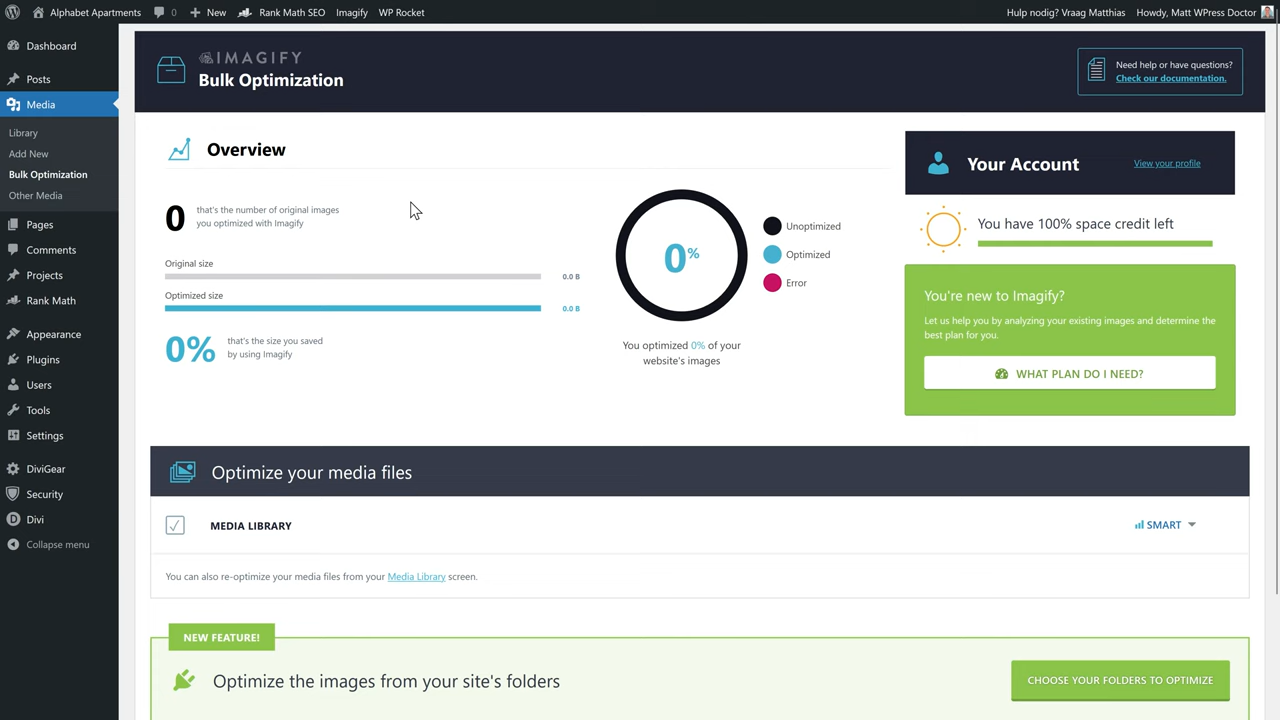 Alphabet Apartments 0 New Rank Math SEO Imagify WP Rocket Hulp nodig? Vraag Matthias Howdy, Matt WPress Doctor
Dashboard
Posts
Media
Library
Add New
Bulk Optimization
Other Media
Pages
Comments
Projects
Rank Math
Appearance
Plugins
Users
Tools
Settings
DiviGear
Security
Divi
Collapse menu
IMAGIFY
Bulk Optimization
Need help or have questions?
Check our documentation.
Overview
0
that's the number of original images
you optimized with Imagify
Original size
0.0 B
Optimized size
0.0 B
0%
that's the size you saved
by using Imagify
0%
Unoptimized
Optimized
Error
You optimized 0% of your
website's images
Your Account
View your profile
You have 100% space credit left
You're new to Imagify?
Let us help you by analyzing your existing images and determine the
best plan for you.
WHAT PLAN DO I NEED?
Optimize your media files
MEDIA LIBRARY
SMART
You can also re-optimize your media files from your Media Library screen.
NEW FEATURE!
Optimize the images from your site's folders
CHOOSE YOUR FOLDERS TO OPTIMIZE